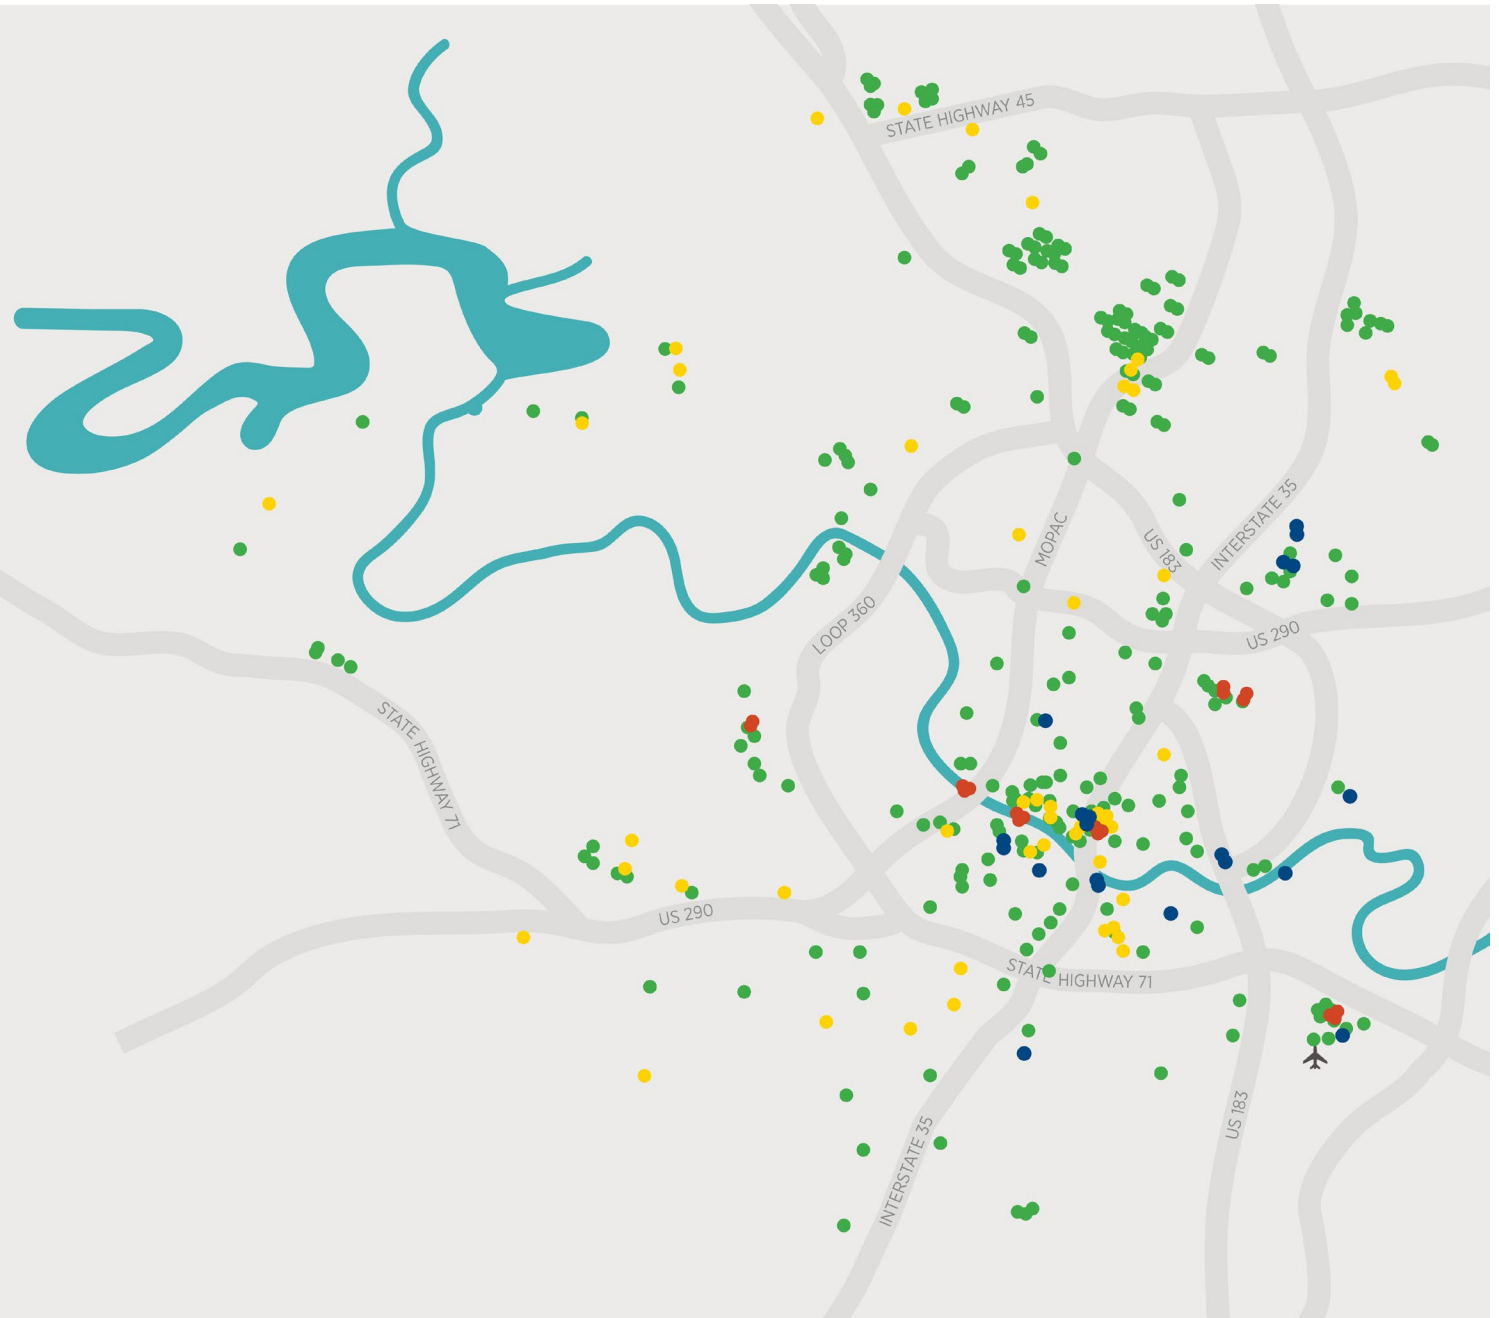 STATE HIGHWAY 45
INTERSTATE 35
MOPAC
US 183
LOOP 360
US 290
STATE HIGHWAY 71
US 290
STATE HIGHWAY 71
US 183
INTERSTATE 35